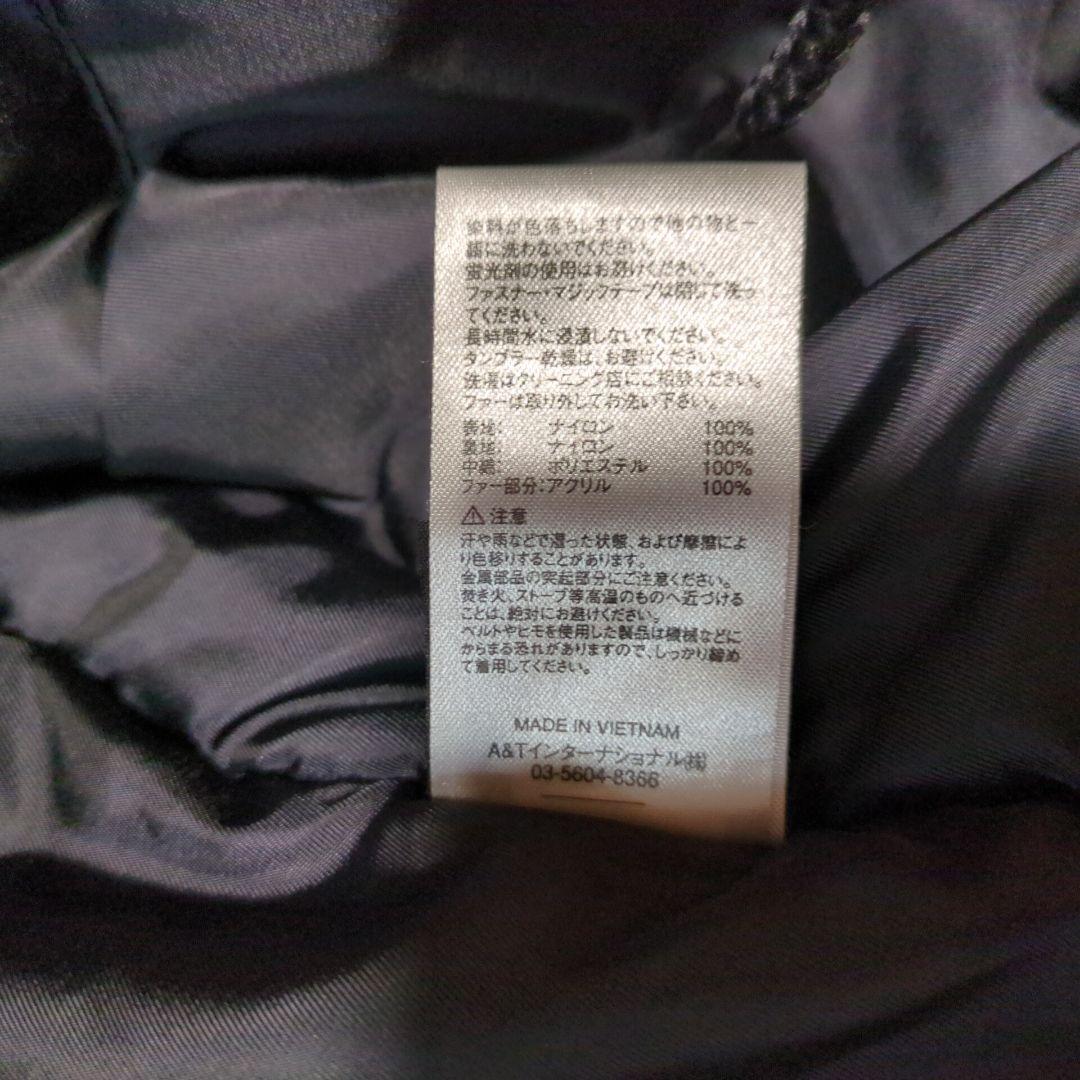 染料が色落ちしますので他の物と一
緒に洗わないでください。
蛍光剤の使用はお避けください。
ファスナー・マジックテープは閉じて洗っ
てください。
長時間水に浸漬しないでください。
タンブラー乾燥は、お避けください。
洗濯はクリーニング店にご相談ください。
ファーは取り外してお洗い下さい。
表地: ナイロン 100%
裏地: ナイロン 100%
中綿: ポリエステル 100%
ファー部分:アクリル 100%
⚠注意
汗や雨などで湿った状態、および摩擦によ
り色移りすることがあります。
金属部品の突起部分にご注意ください。
焚き火、ストーブ等高温のものへ近づける
ことは、絶対にお避けください。
ベルトやヒモを使用した製品は機械などに
からまる恐れがありますので、しっかり締め
て着用してください。
MADE IN VIETNAM
A&Tインターナショナル㈱
03-5604-8366